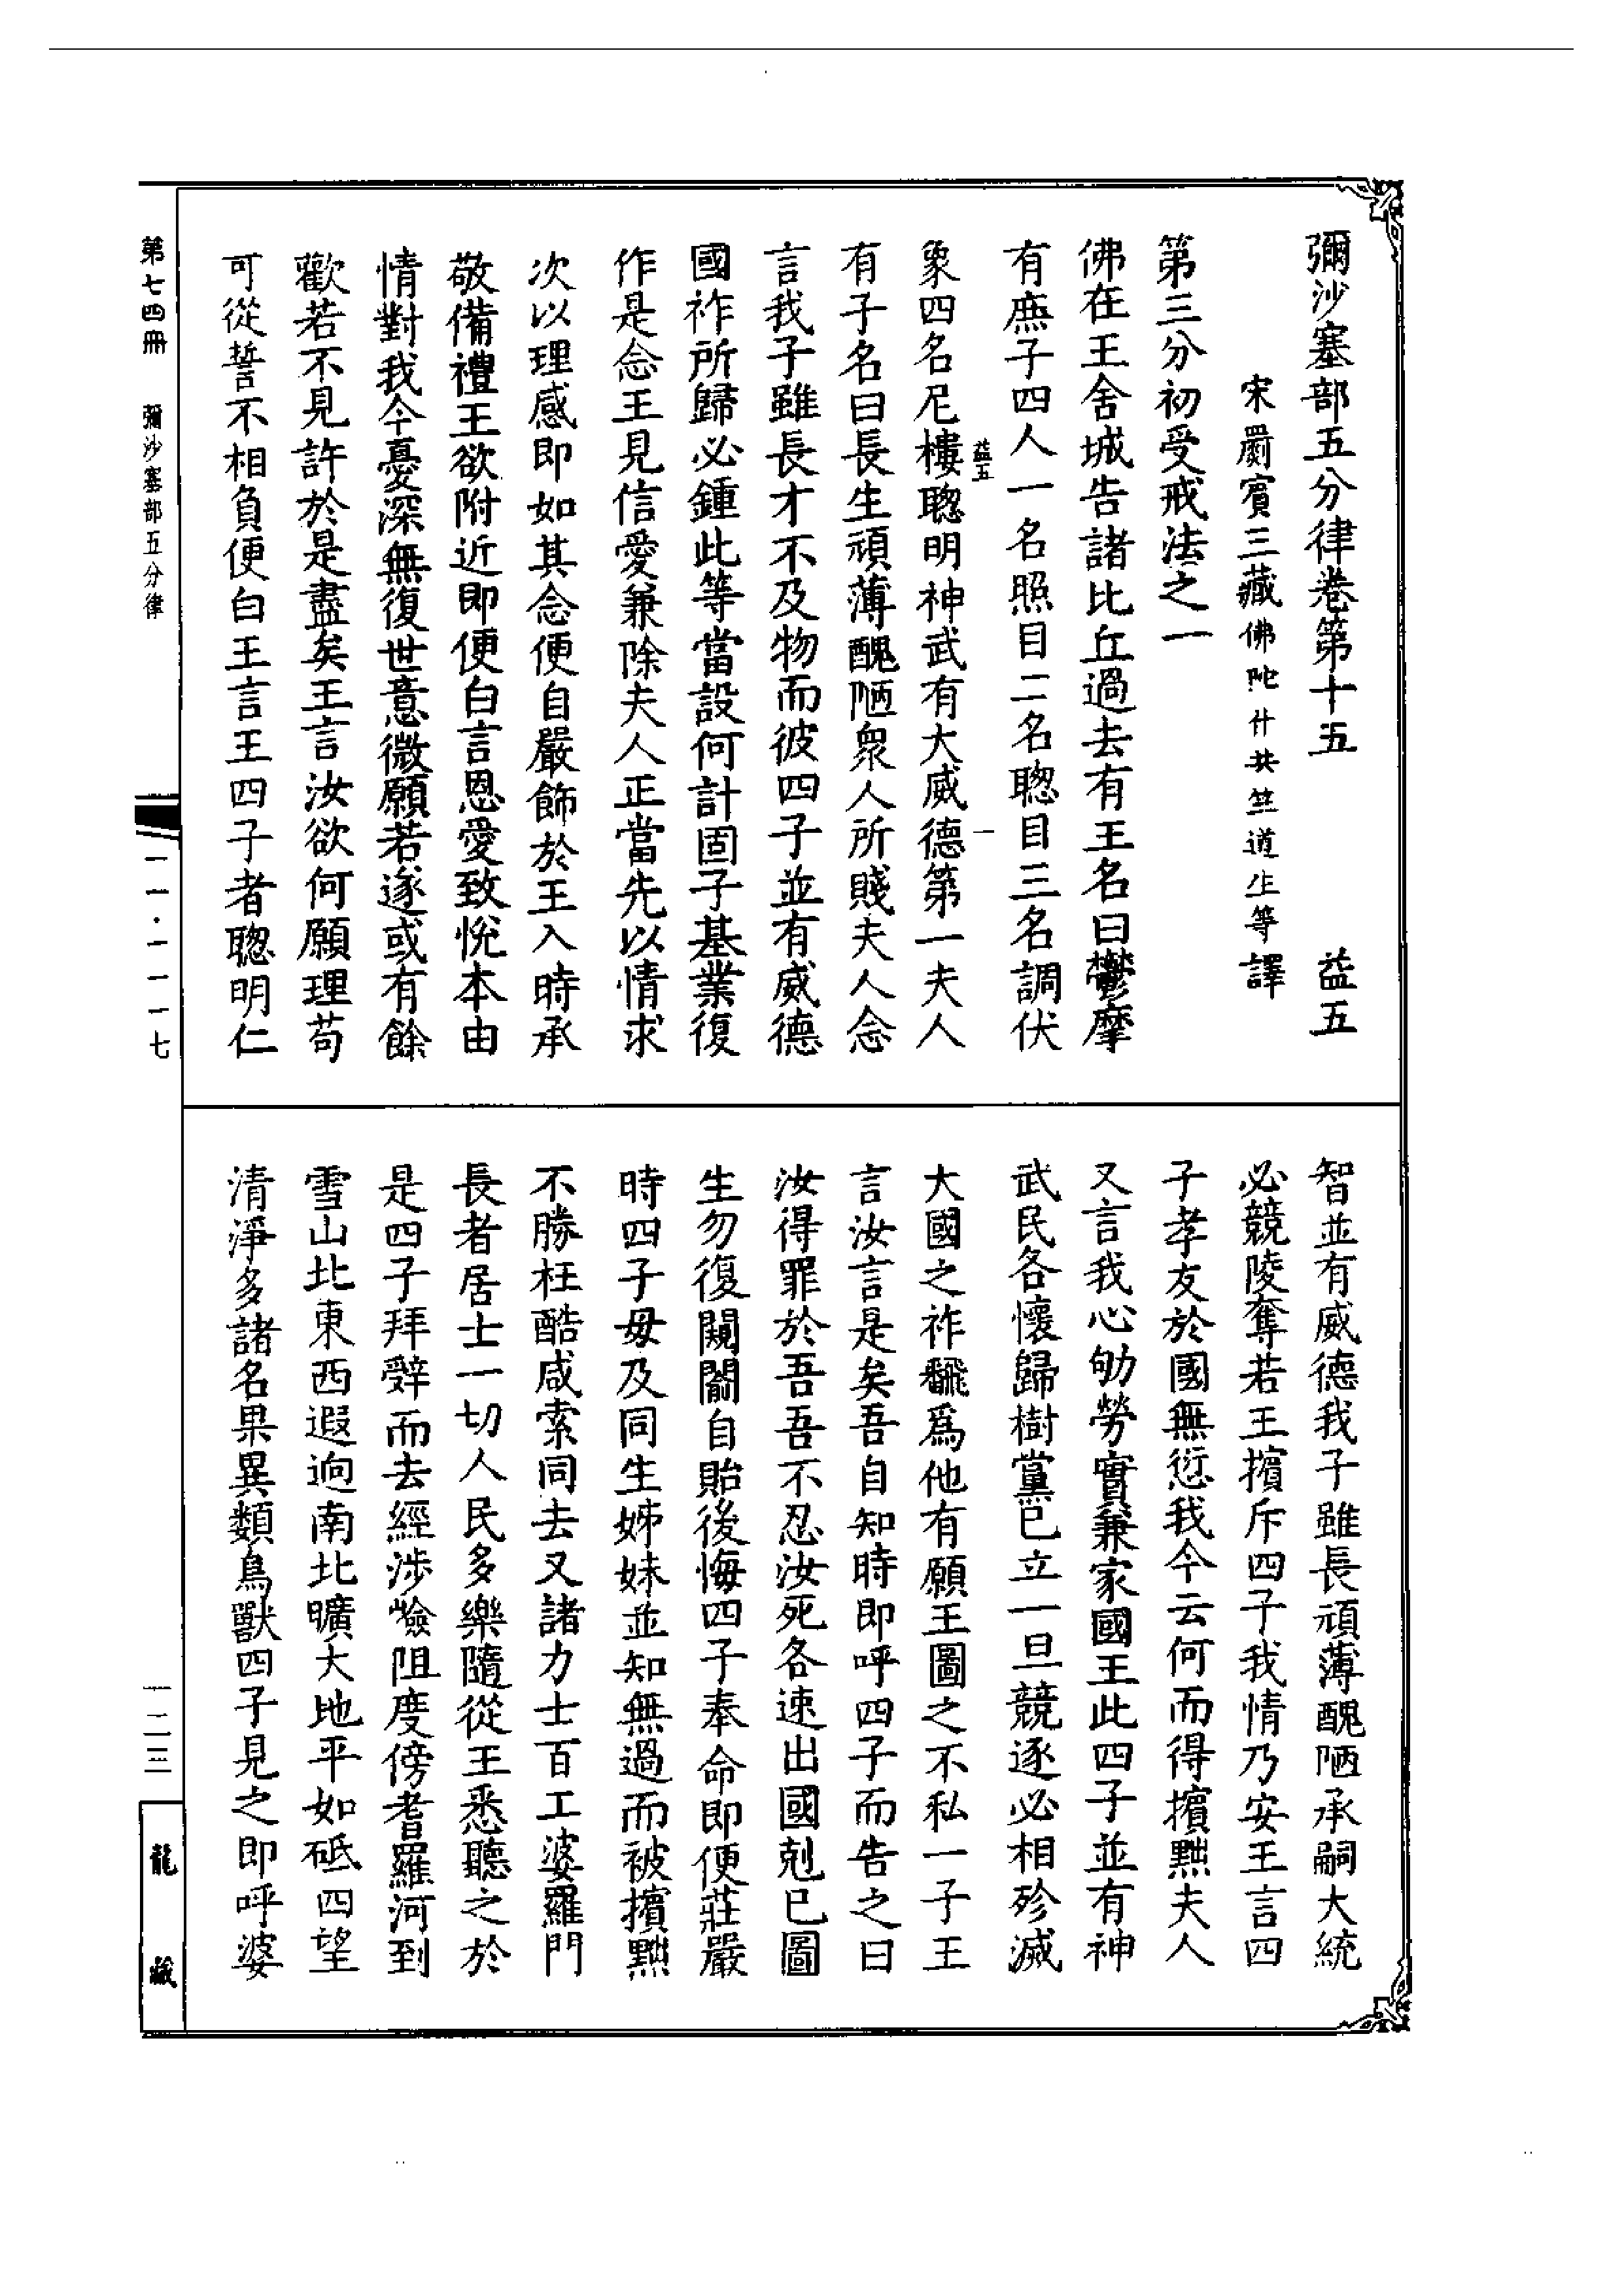 彌沙塞部五分律卷第十五　益五
宋罽賓三藏佛陀什共竺道生等譯
第三分初受戒法之一
佛在王舍城告諸比丘過去有王名曰鬱摩
有庶子四人一名照目二名聰目三名調伏
象四名尼樓聰明神武有大威德第一夫人
益五　一
有子名曰長生頑薄醜陋衆人所賤夫人念
言我子雖長才不及物而彼四子並有威德
國祚所歸必鍾此等當設何計固子基業復
作是念王見信愛兼除夫人正當先以情求
次以理感即如其念便自嚴飾於王入時承
敬備禮王欲附近即便白言恩愛致悅本由
情對我今憂深無復世意微願若遂或有餘
歡若不見許於是盡矣王言汝欲何願理苟
可從誓不相負便白王言王四子者聰明仁
智並有威德我子雖長頑薄醜陋承嗣大統
必競陵奪若王擯斥四子我情乃安王言四
子孝友於國無愆我今云何而得擯黜夫人
又言我心劬勞實兼家國王此四子並有神
武民各懷歸樹黨已立一旦競逐必相殄滅
大國之祚翻爲他有願王圖之不私一子王
言汝言是矣吾自知時即呼四子而告之曰
汝得罪於吾吾不忍汝死各速出國剋已圖
生勿復闚𨵦自貽後悔四子奉命即便莊嚴
時四子毋及同生姊妹並知無過而被擯黜
不勝枉酷咸索同去又諸力士百工婆羅門
長者居士一切人民多樂隨從王悉聽之於
是四子拜辭而去經涉嶮阻度傍耆羅河到
雪山北東西遐逈南北曠大地平如砥四望
清淨多諸名果異類鳥獸四子見之即呼婆
第七四冊　彌沙塞部五分律
一一·一一一七
一二三
龍藏